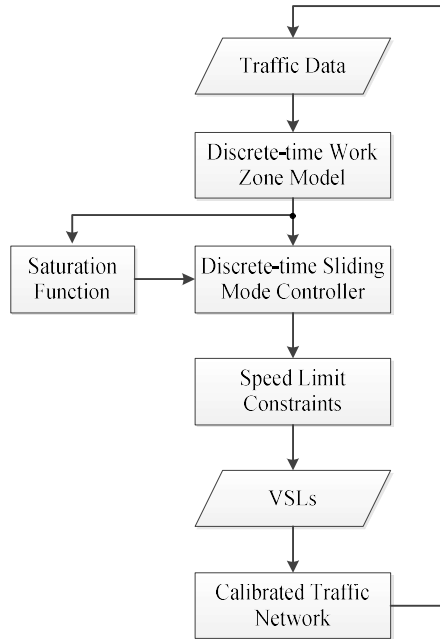 Traffic Data
Discrete-time Work
Zone Model
Saturation
Function
Discrete-time Sliding
Mode Controller
Speed Limit
Constraints
VSLs
Calibrated Traffic
Network